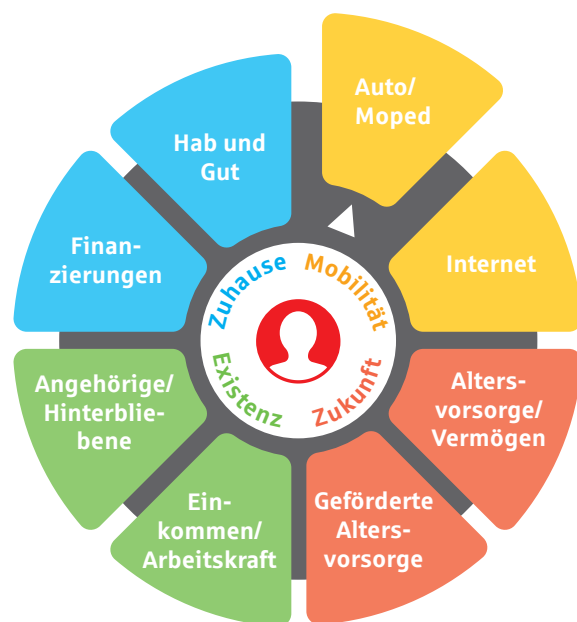 Auto/
Moped
Hab und
Gut
Finan-
zierungen
Internet
Zuhause
Mobilität
Existenz
Zukunft
Angehörige/
Hinterblie-
bene
Alters-
vorsorge/
Vermögen
Ein-
kommen/
Arbeitskraft
Geförderte
Alters-
vorsorge